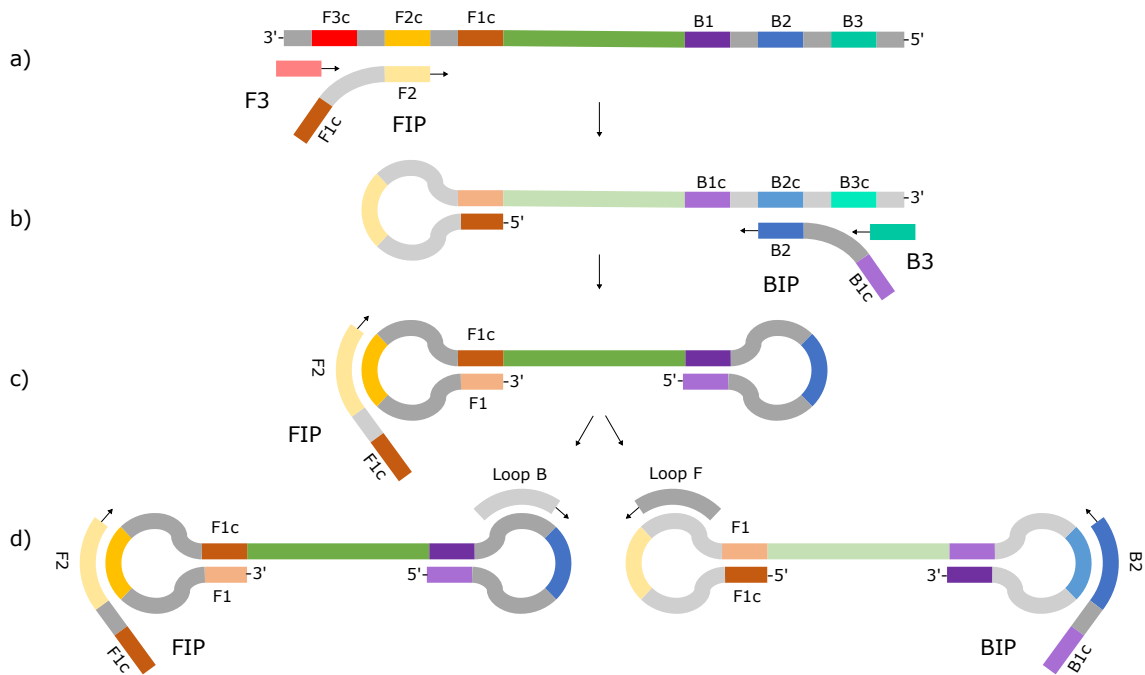 F3c F2c F1c B1 B2 B3
3'- -5'
a)
F3 F1c F2
FIP
b)
B1c B2c B3c
-3'
-5'
B2 B3
BIP B1c
c)
F2 F1c
-3' 5'-
F1
FIP
F1c
Loop B Loop F
d)
F2 F1c F1 B2
-3' 5'- -5' 3'-
F1 F1c
F1c FIP BIP B1c